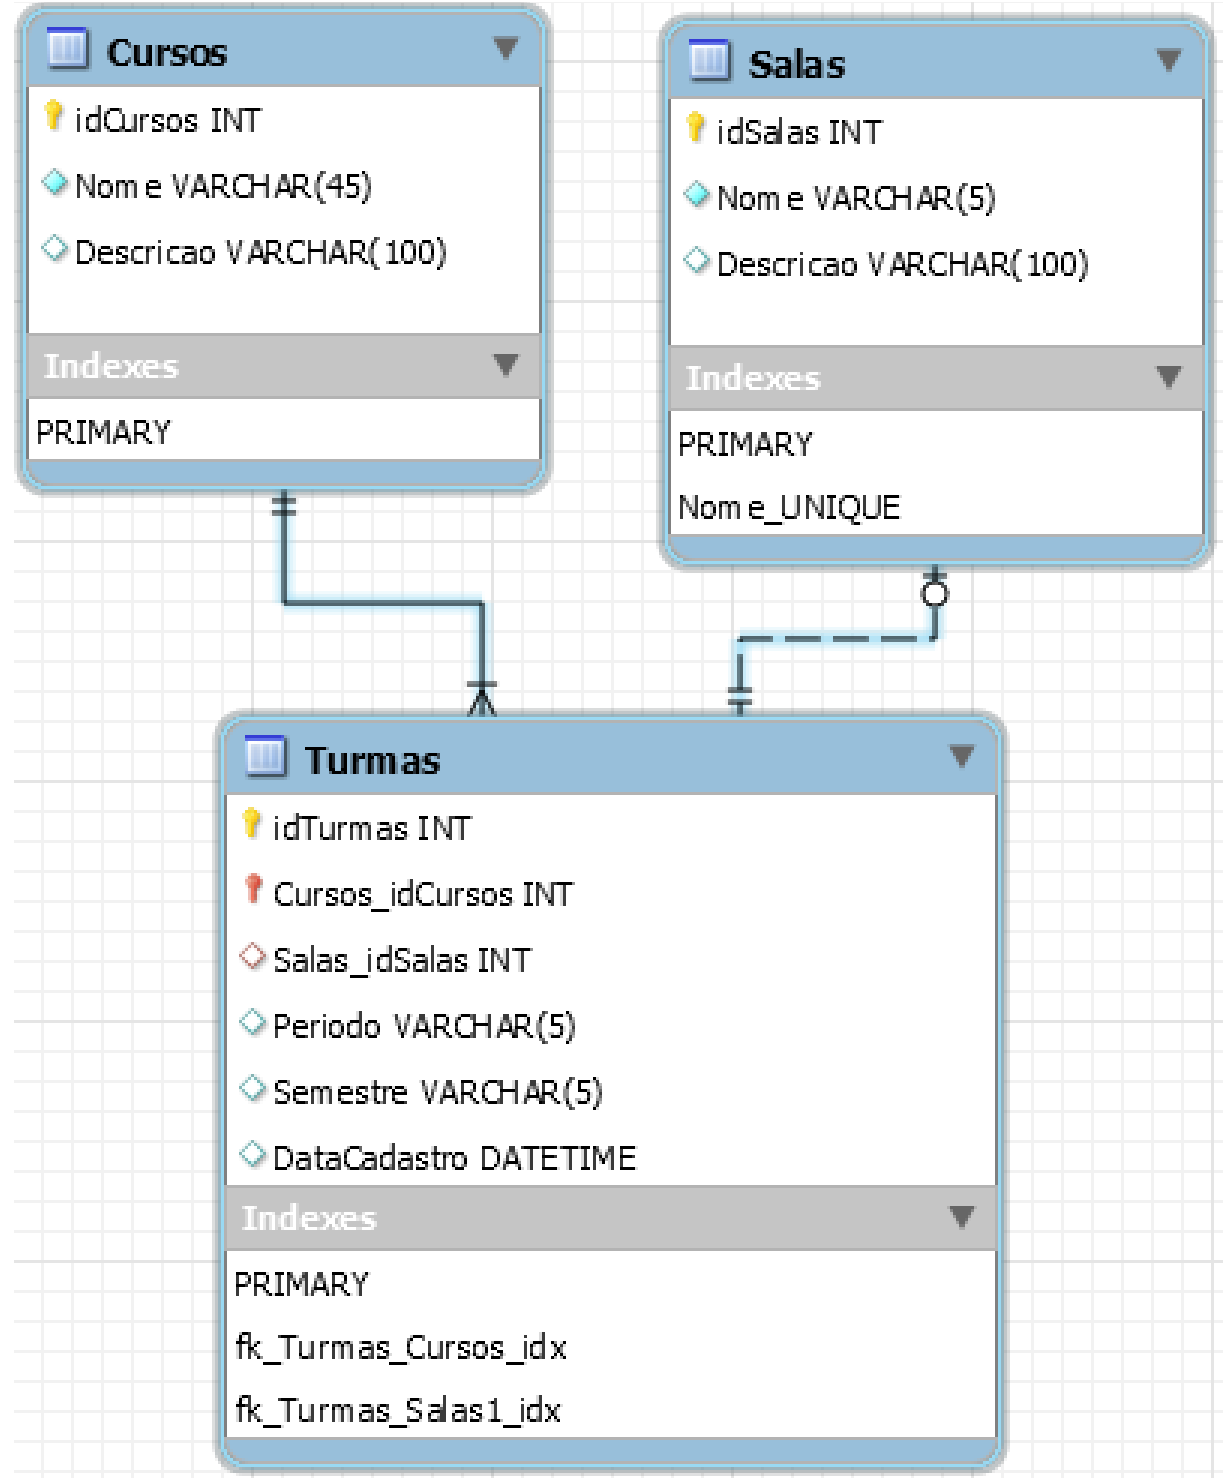 Cursos
idCursos INT
Nome VARCHAR(45)
Descricao VARCHAR(100)
Indexes
PRIMARY
Salas
idSalas INT
Nome VARCHAR(5)
Descricao VARCHAR(100)
Indexes
PRIMARY
Nome_UNIQUE
Turmas
idTurmas INT
Cursos_idCursos INT
Salas_idSalas INT
Periodo VARCHAR(5)
Semestre VARCHAR(5)
DataCadastro DATETIME
Indexes
PRIMARY
fk_Turmas_Cursos_idx
fk_Turmas_Salas1_idx